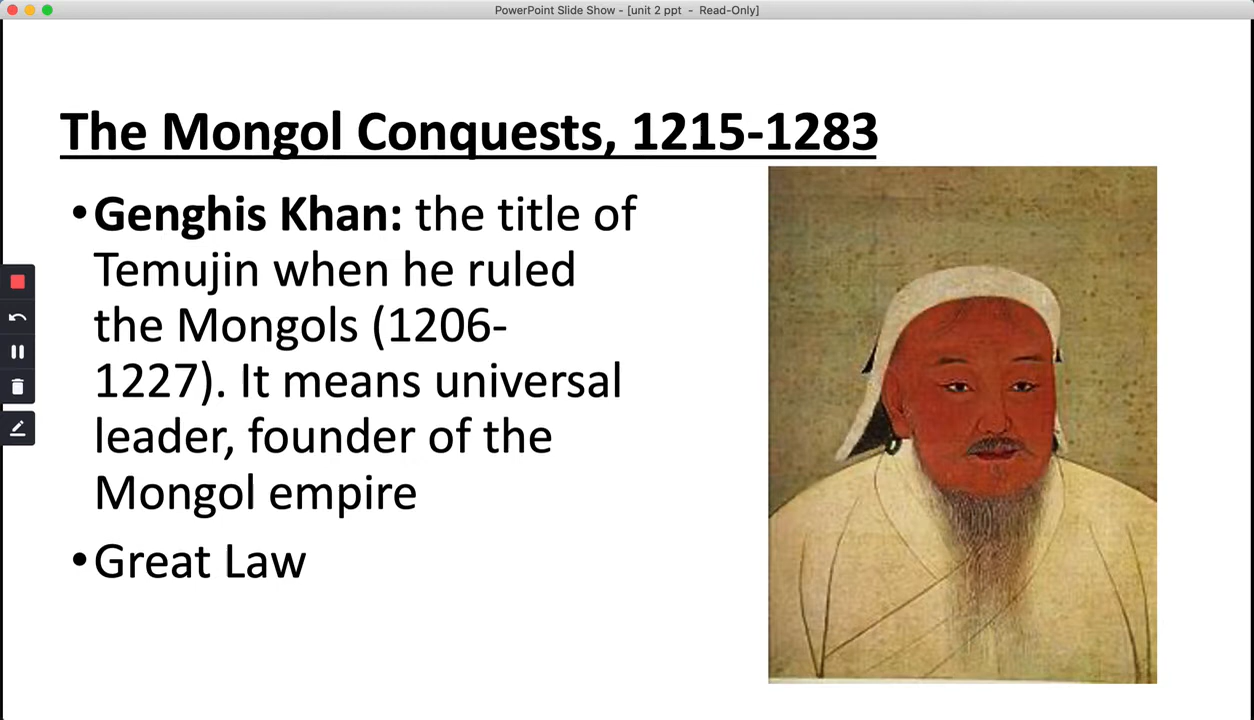 PowerPoint Slide Show - [unit 2 ppt - Read-Only]
The Mongol Conquests, 1215-1283
•Genghis Khan: the title of
Temujin when he ruled
the Mongols (1206-
1227). It means universal
leader, founder of the
Mongol empire
•Great Law